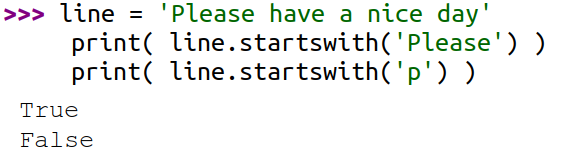 >>> line = 'Please have a nice day'
print( line.startswith('Please') )
print( line.startswith('p') )
True
False